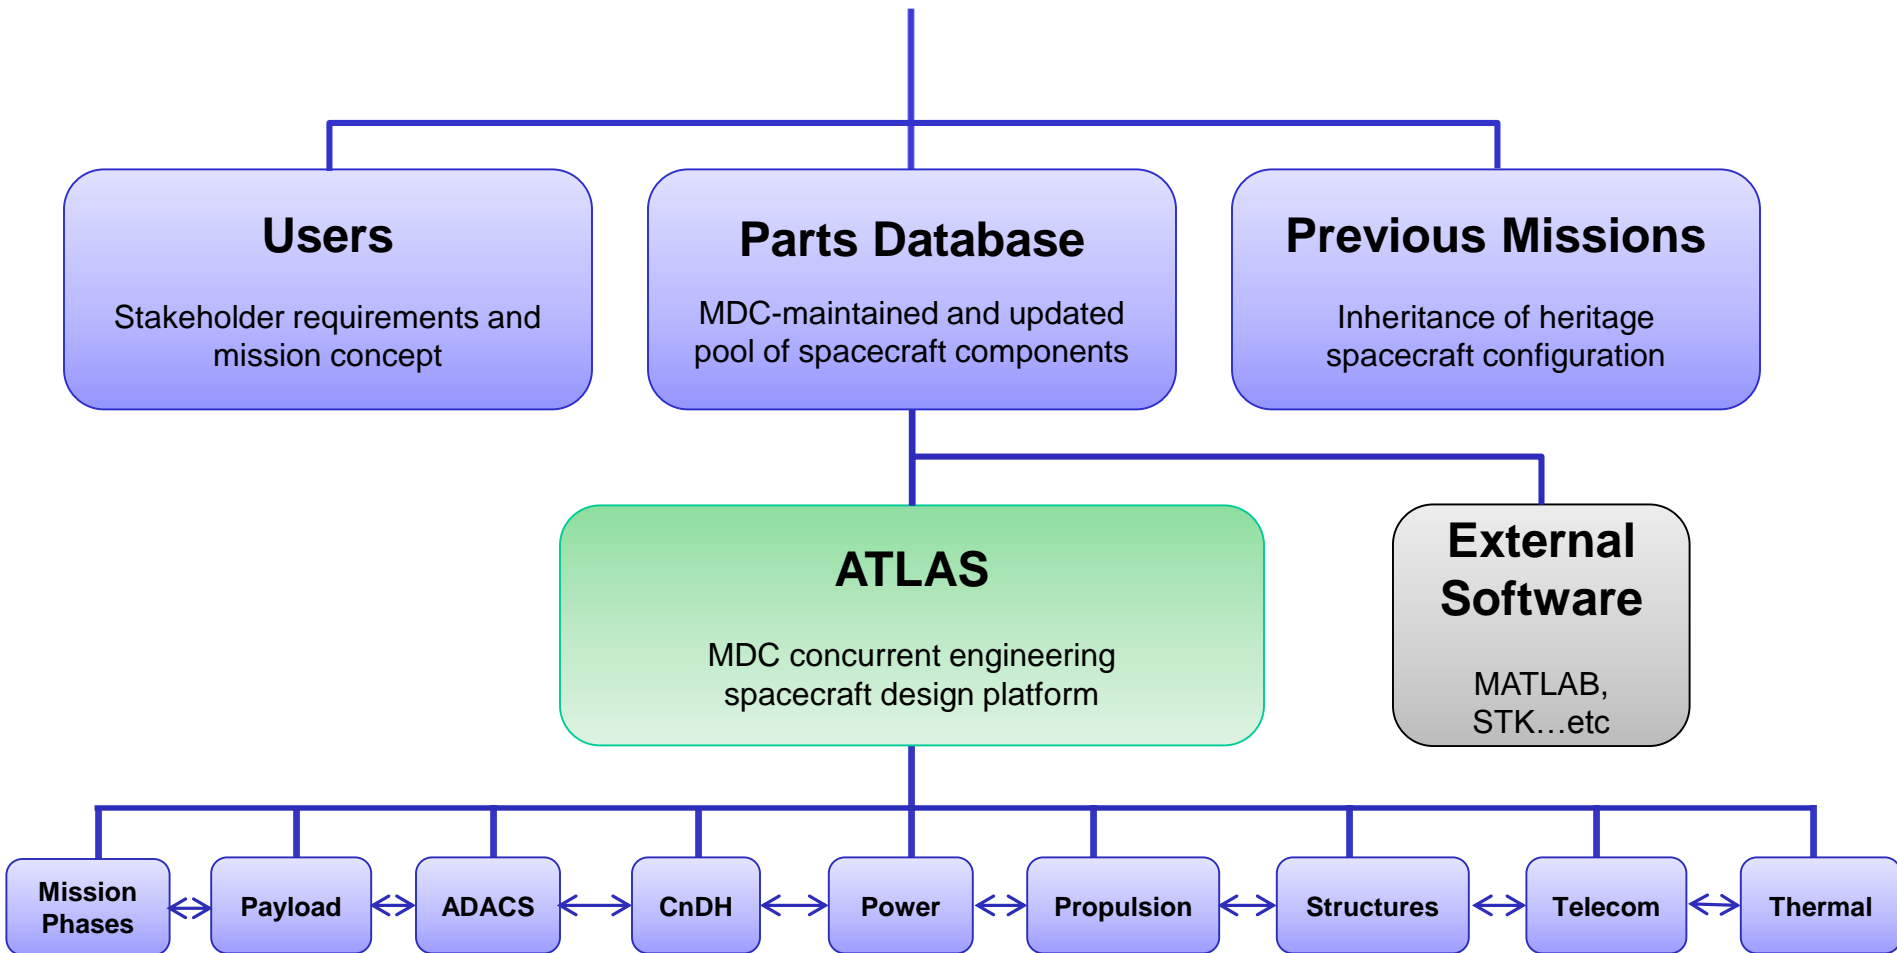 Users
Stakeholder requirements and
mission concept
Parts Database
MDC-maintained and updated
pool of spacecraft components
Previous Missions
Inheritance of heritage
spacecraft configuration
ATLAS
MDC concurrent engineering
spacecraft design platform
External
Software
MATLAB,
STK…etc
Mission
Phases
Payload
ADACS
CnDH
Power
Propulsion
Structures
Telecom
Thermal